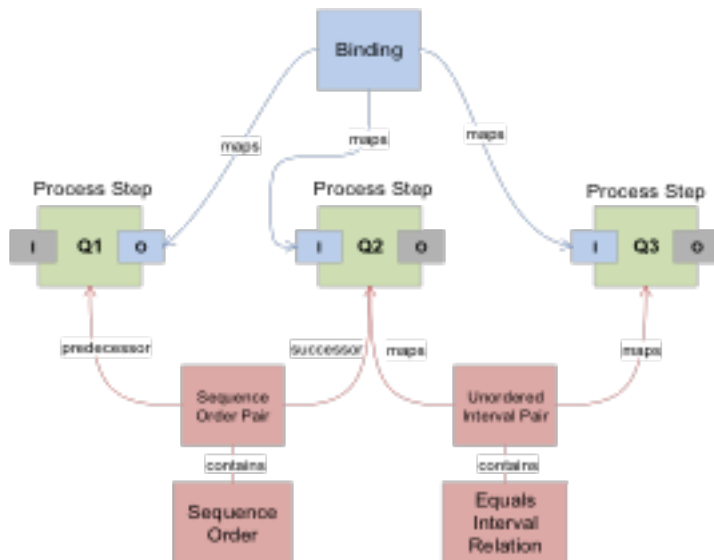 Binding
maps
maps
maps
Process Step
Process Step
Process Step
I Q1 O
I Q2 O
I Q3 O
predecessor
successor
maps
maps
Sequence
Order Pair
Unordered
Interval Pair
contains
contains
Sequence
Order
Equals
Interval
Relation